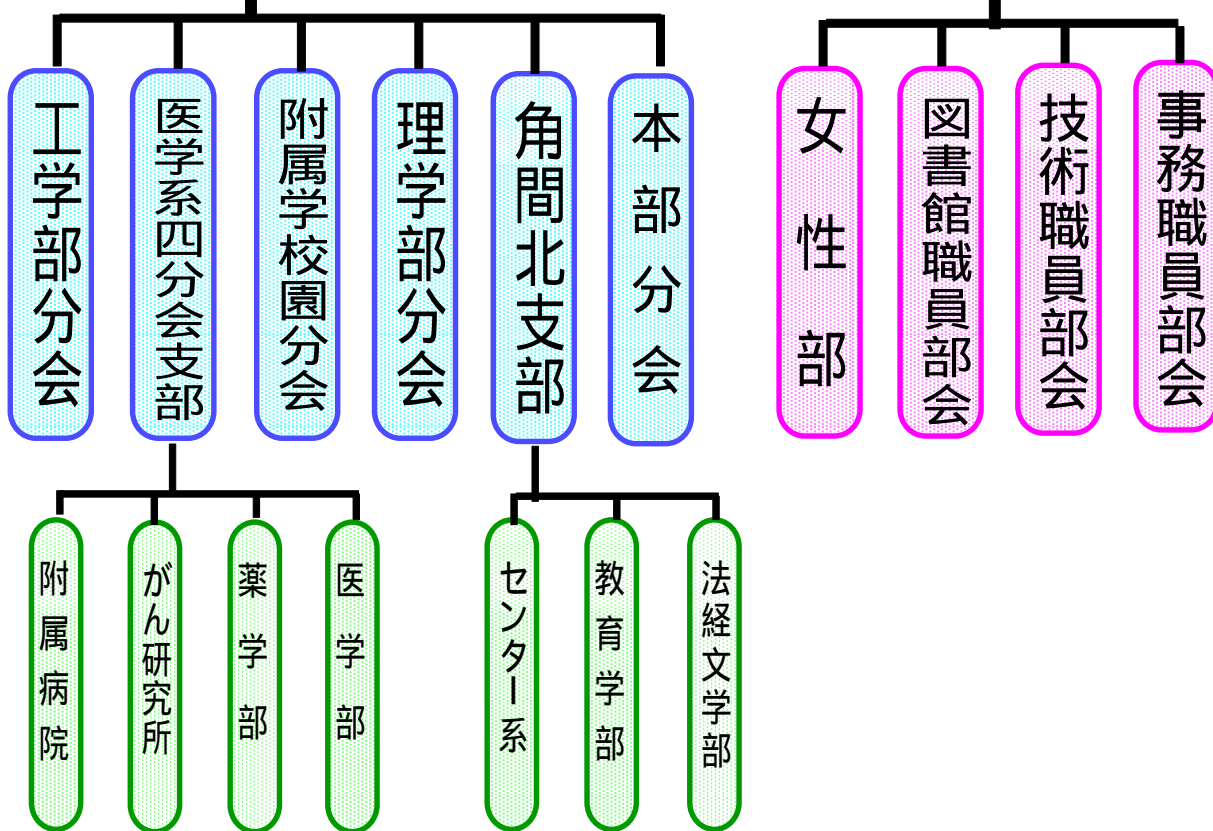 工学部分会
医学系四分会支部
附属学校園分会
理学部分会
角間北支部
本部分会
女性部
図書館職員部会
技術職員部会
事務職員部会
附属病院
がん研究所
薬学部
医学部
センター系
教育学部
法経文学部